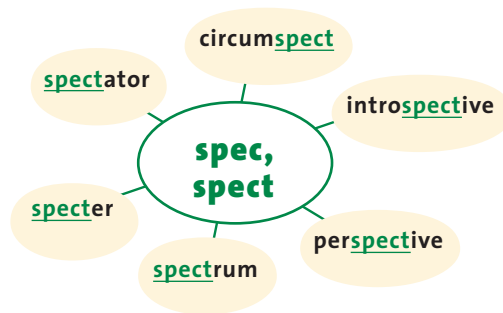 circumspect
spectator
introspective
spec,
spect
specter
perspective
spectrum